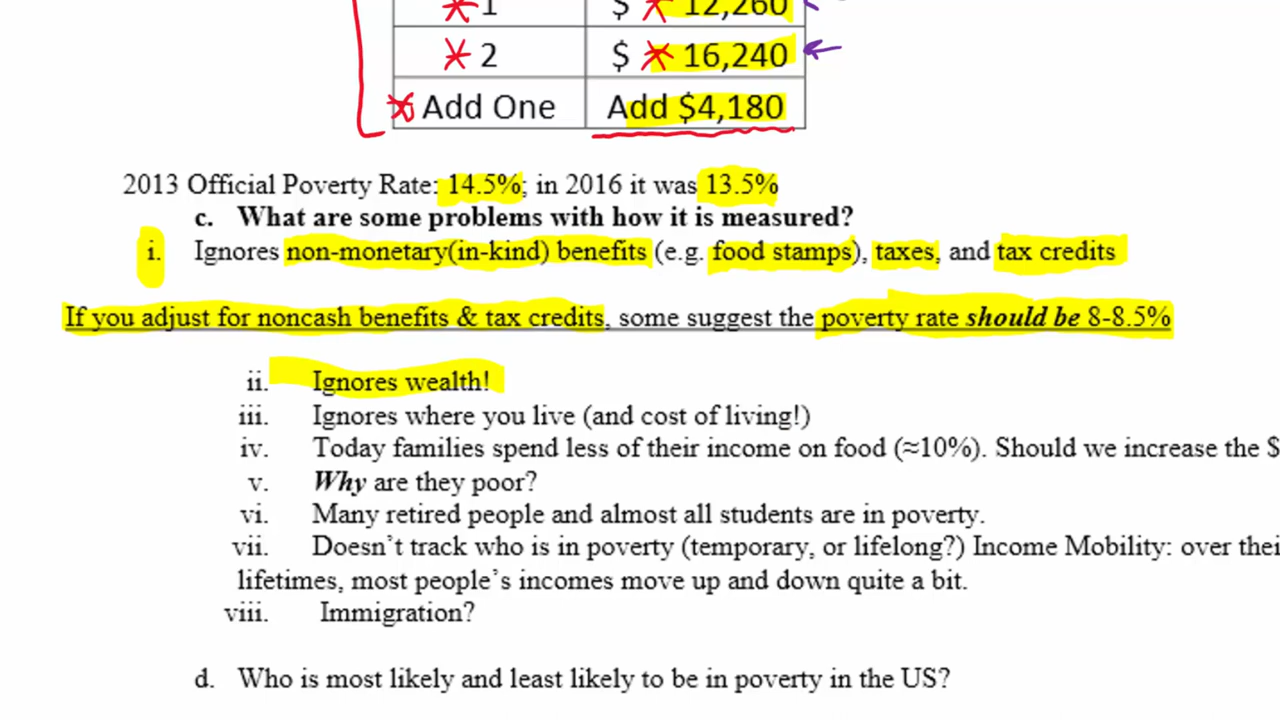 1 $ 12,260
2 $ 16,240
Add One Add $4,180
2013 Official Poverty Rate: 14.5%; in 2016 it was 13.5%
c. What are some problems with how it is measured?
i. Ignores non-monetary(in-kind) benefits (e.g. food stamps), taxes, and tax credits
If you adjust for noncash benefits & tax credits, some suggest the poverty rate should be 8-8.5%
ii. Ignores wealth!
iii. Ignores where you live (and cost of living!)
iv. Today families spend less of their income on food (≈10%). Should we increase the $
v. Why are they poor?
vi. Many retired people and almost all students are in poverty.
vii. Doesn't track who is in poverty (temporary, or lifelong?) Income Mobility: over thei
lifetimes, most people's incomes move up and down quite a bit.
viii. Immigration?
d. Who is most likely and least likely to be in poverty in the US?